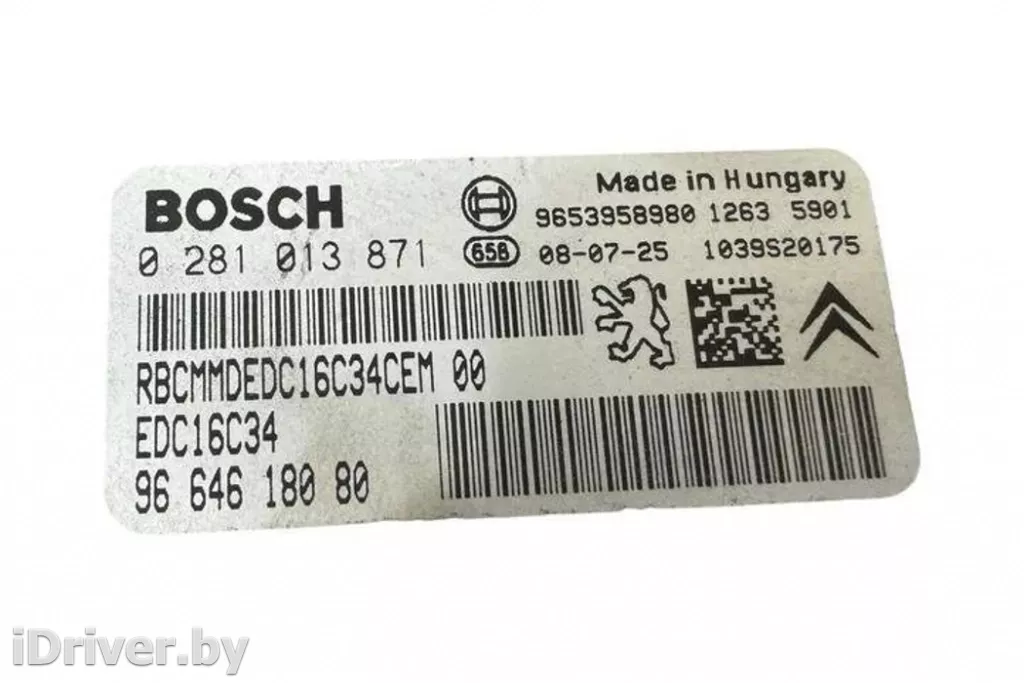 BOSCH
Made in Hungary
9653958980 1263 5901
0 281 013 871
658 08-07-25 1039S20175
RBCMMDEDC16C34CEM 00
EDC16C34
96 646 180 80
iDriver.by